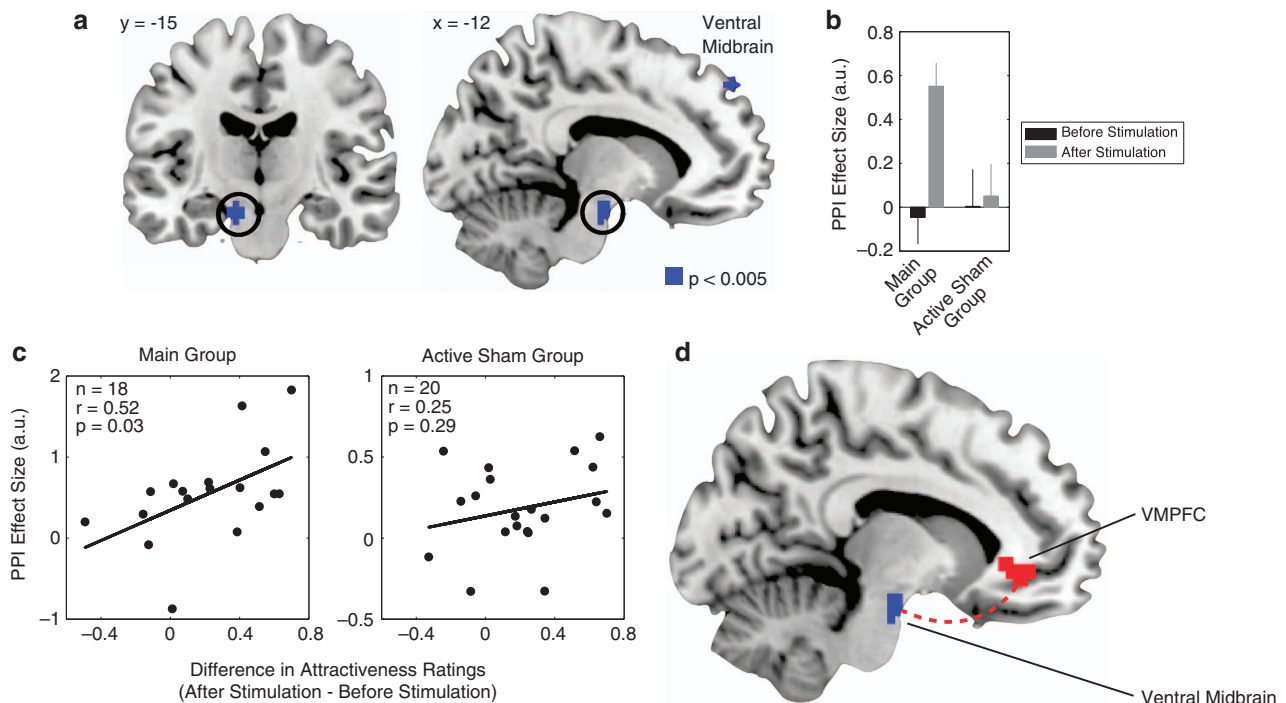 a
y = -15
x = -12
Ventral
Midbrain
p < 0.005
b
PPI Effect Size (a.u.)
0.8
0.6
0.4
0.2
0
−0.2
Main
Group
Active Sham
Group
Before Stimulation
After Stimulation
c
Main Group
n = 18
r = 0.52
p = 0.03
PPI Effect Size (a.u.)
2
1
0
−1
−0.4
0
0.4
0.8
Active Sham Group
n = 20
r = 0.25
p = 0.29
1
0.5
0
−0.5
−0.4
0
0.4
0.8
Difference in Attractiveness Ratings
(After Stimulation - Before Stimulation)
d
VMPFC
Ventral Midbrain